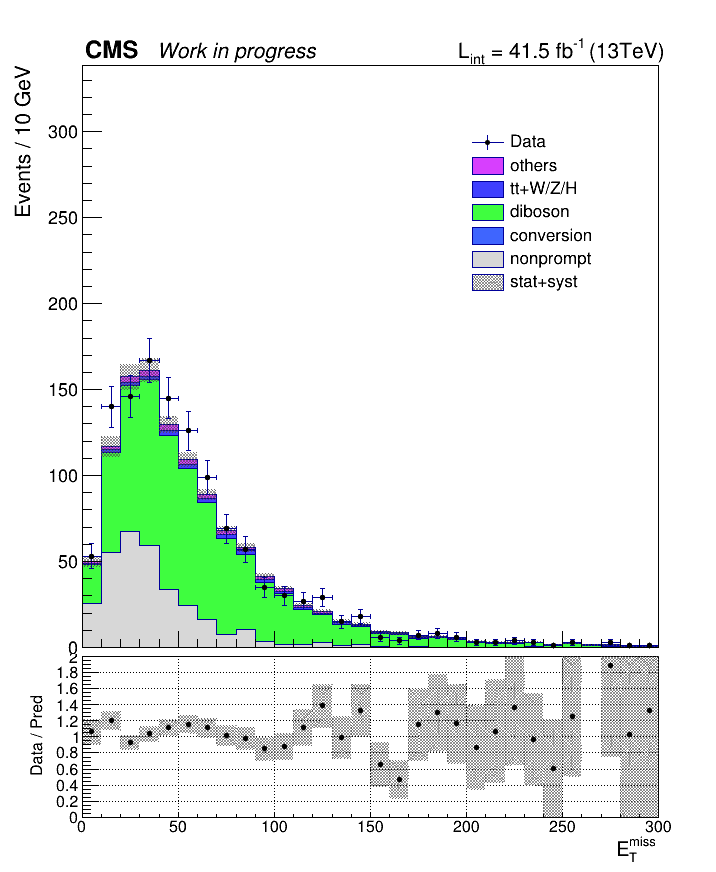 CMS Work in progress L_int = 41.5 fb^-1 (13TeV)
Events / 10 GeV
300
250
200
150
100
50
0
Data
others
tt+W/Z/H
diboson
conversion
nonprompt
stat+syst
Data / Pred
2
1.8
1.6
1.4
1.2
1
0.8
0.6
0.4
0.2
0
0 50 100 150 200 250 300
E_T^miss